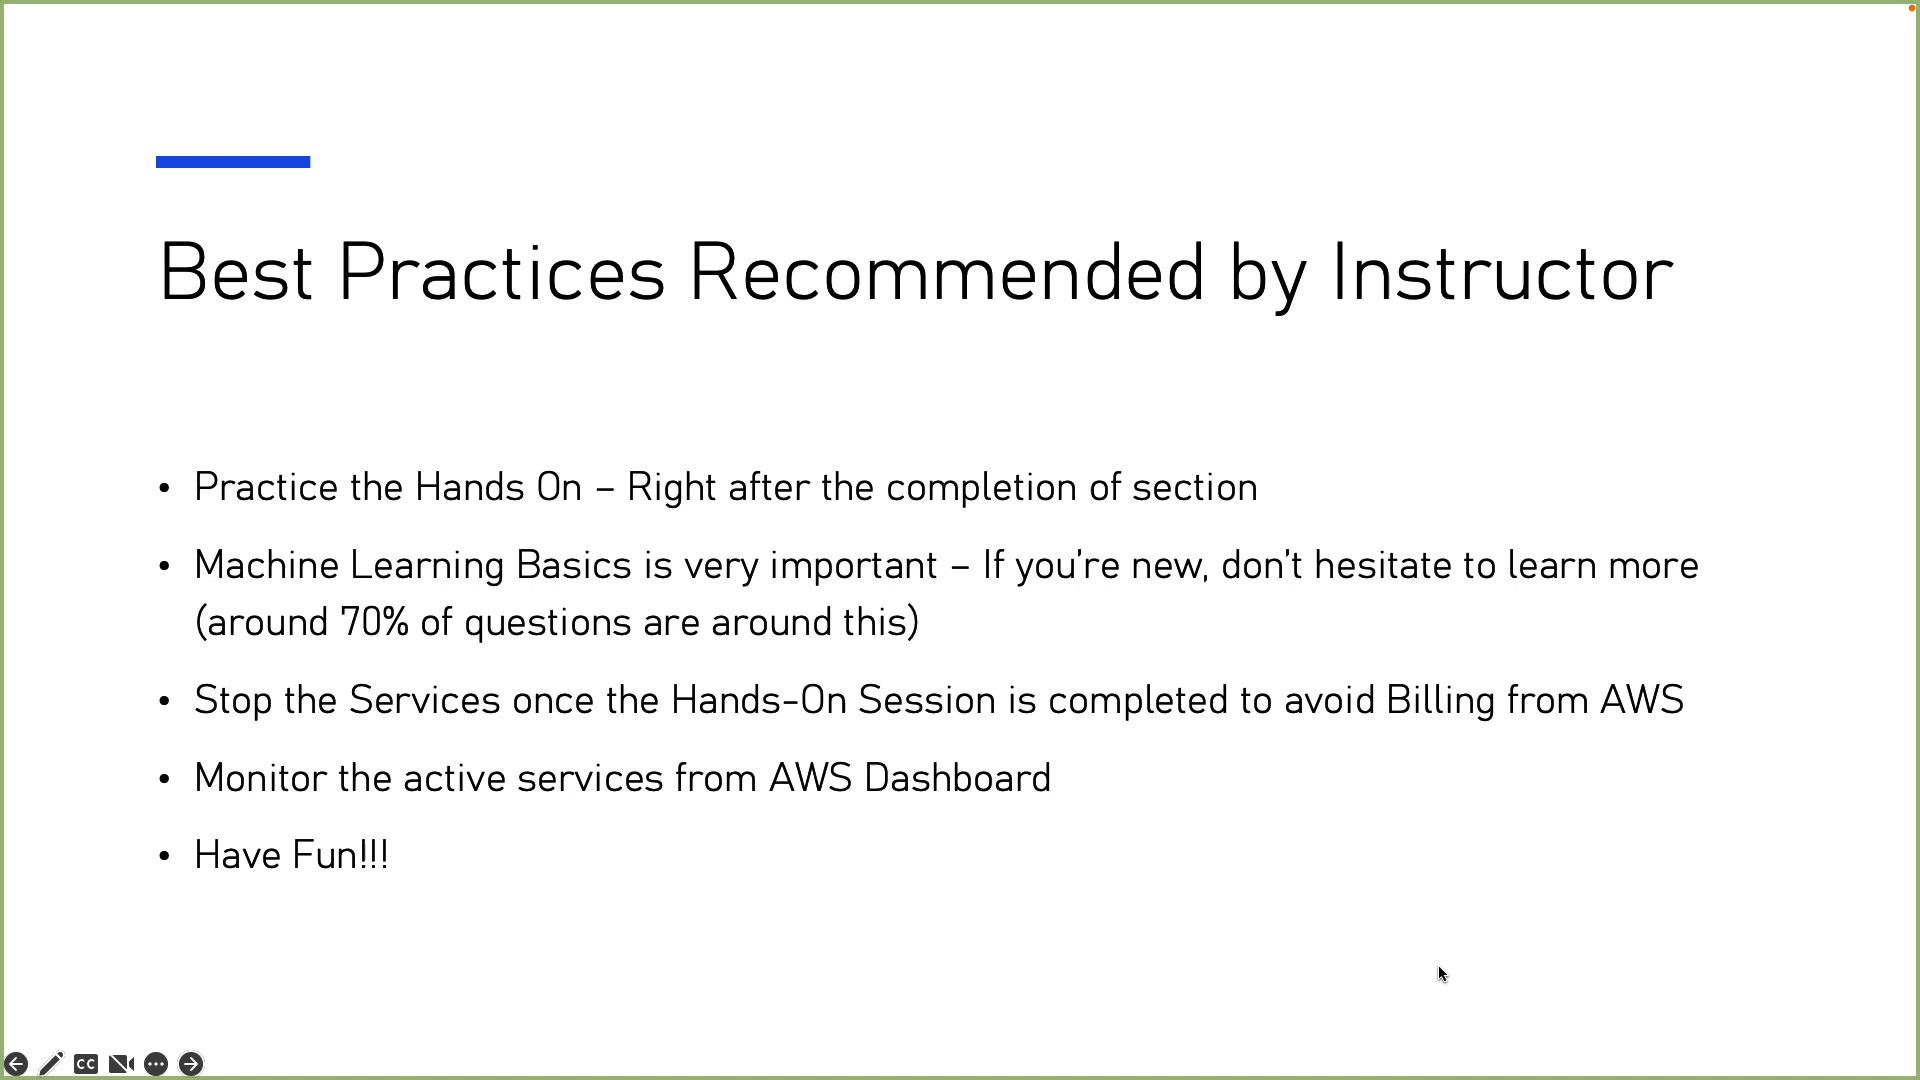 Best Practices Recommended by Instructor
• Practice the Hands On – Right after the completion of section
• Machine Learning Basics is very important – If you’re new, don’t hesitate to learn more
(around 70% of questions are around this)
• Stop the Services once the Hands-On Session is completed to avoid Billing from AWS
• Monitor the active services from AWS Dashboard
• Have Fun!!!
CC